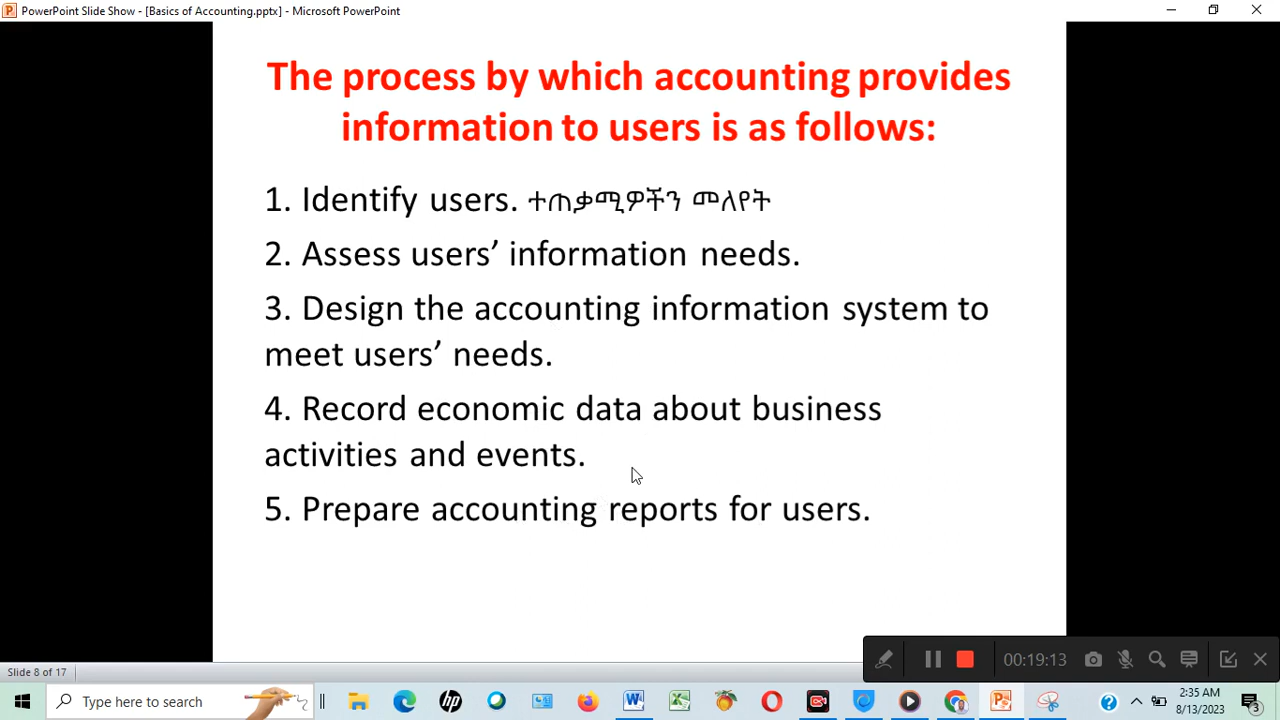 PowerPoint Slide Show - [Basics of Accounting.pptx] - Microsoft PowerPoint
The process by which accounting provides
information to users is as follows:
1. Identify users. ተጠቃሚዎችን መለየት
2. Assess users’ information needs.
3. Design the accounting information system to
meet users’ needs.
4. Record economic data about business
activities and events.
5. Prepare accounting reports for users.
00:19:13
Slide 8 of 17
Type here to search
2:35 AM
8/13/2023
3